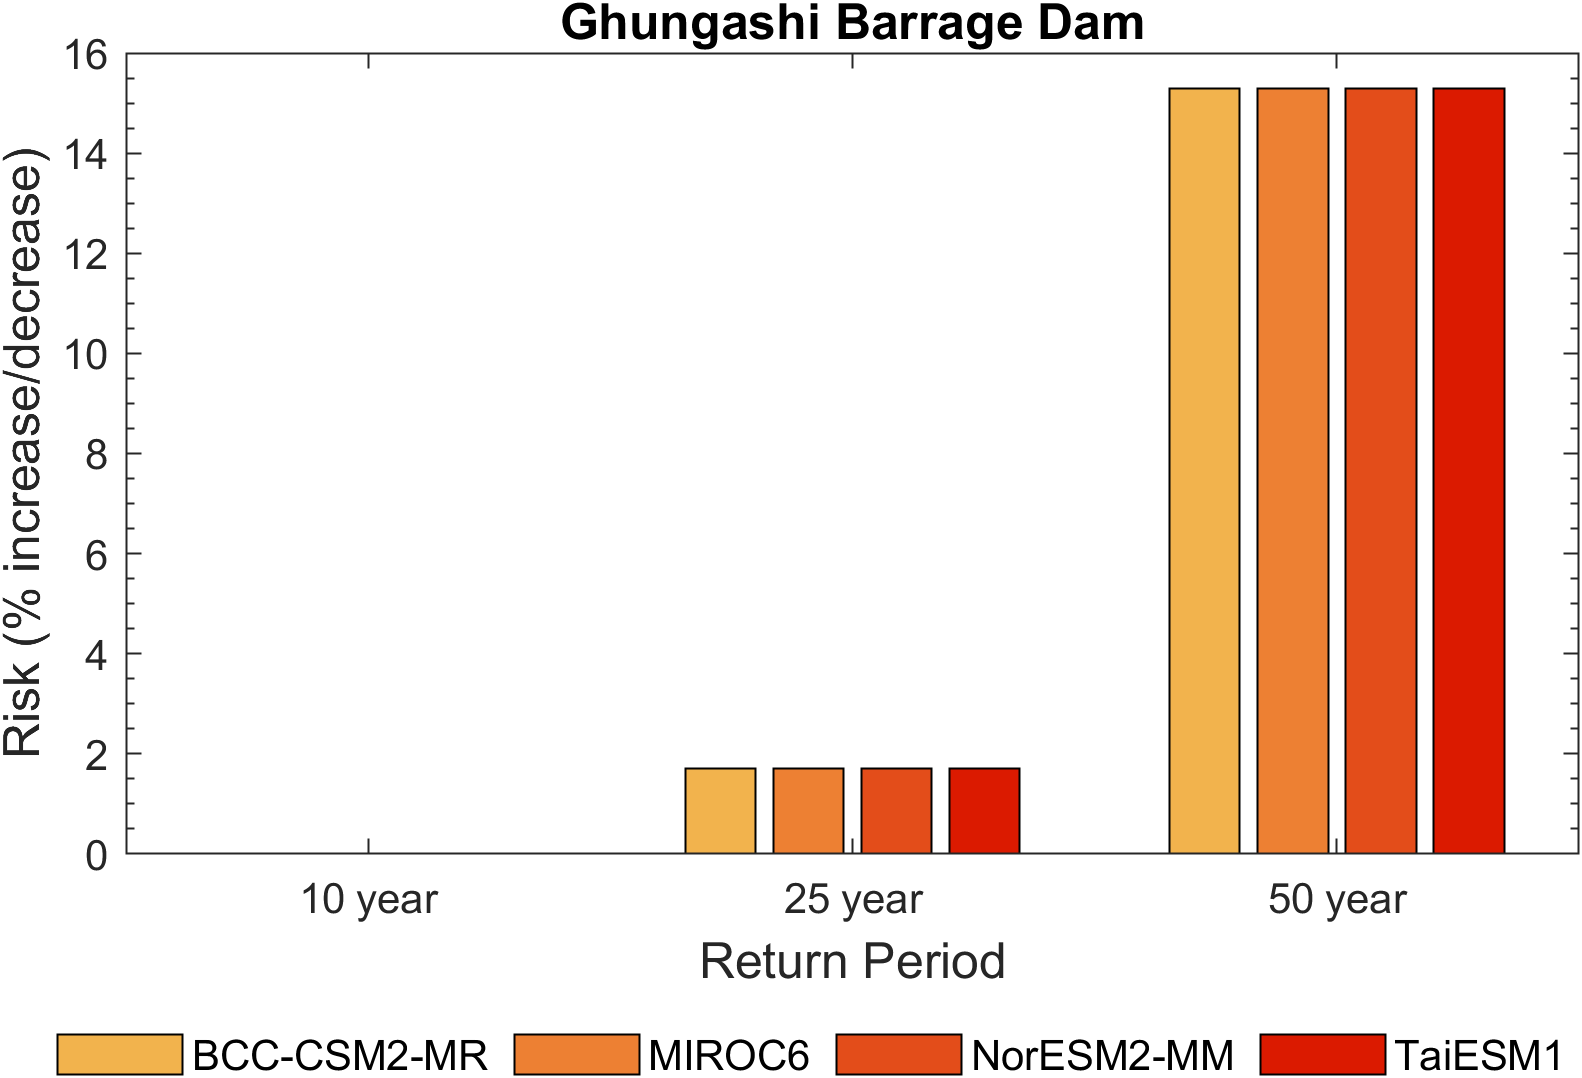 Ghungashi Barrage Dam
Risk (% increase/decrease)
16
14
12
10
8
6
4
2
0
10 year 25 year 50 year
Return Period
BCC-CSM2-MR MIROC6 NorESM2-MM TaiESM1